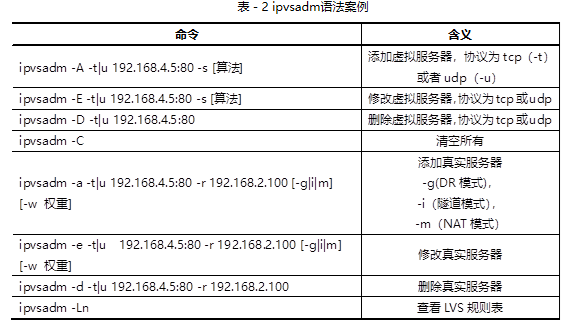 表 - 2 ipvsadm语法案例
命令 含义
ipvsadm -A -t|u 192.168.4.5:80 -s [算法] 添加虚拟服务器，协议为 tcp（-t）
或者 udp（-u）
ipvsadm -E -t|u 192.168.4.5:80 -s [算法] 修改虚拟服务器,协议为tcp或udp
ipvsadm -D -t|u 192.168.4.5:80 删除虚拟服务器,协议为tcp或udp
ipvsadm -C 清空所有
ipvsadm -a -t|u 192.168.4.5:80 -r 192.168.2.100 [-g|i|m]
[-w 权重]
添加真实服务器
-g(DR 模式),
-i（隧道模式）,
-m（NAT 模式）
ipvsadm -e -t|u 192.168.4.5:80 -r 192.168.2.100 [-g|i|m]
[-w 权重]
修改真实服务器
ipvsadm -d -t|u 192.168.4.5:80 -r 192.168.2.100 删除真实服务器
ipvsadm -Ln 查看 LVS 规则表